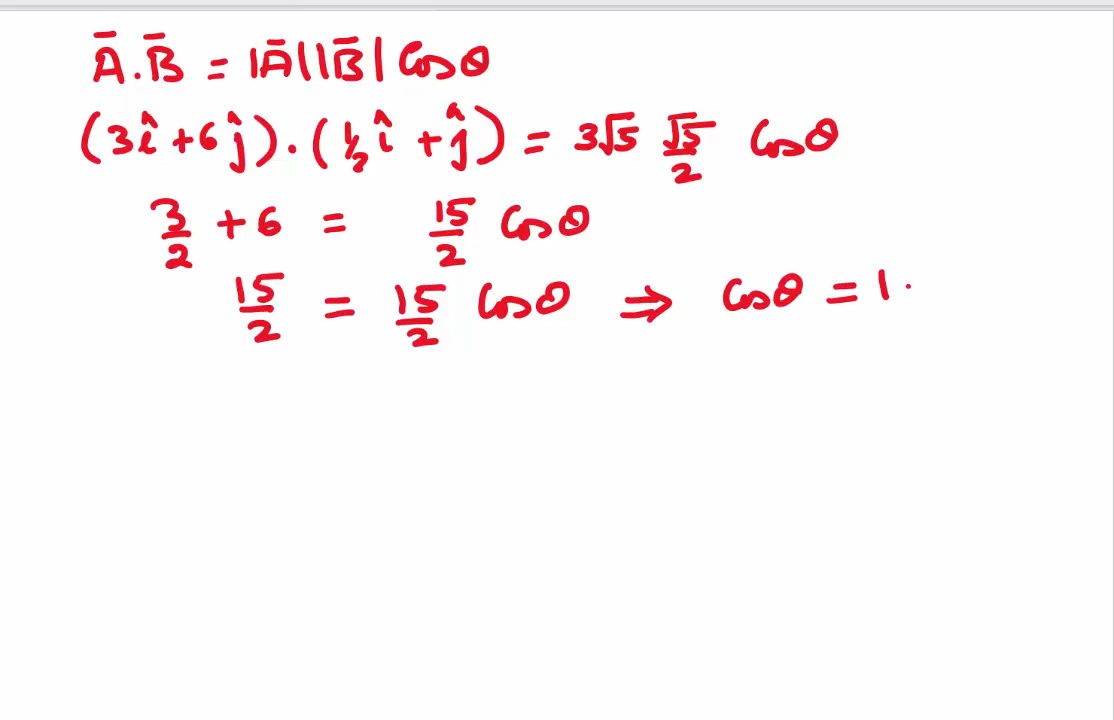 A̅.B̅ = |A̅||B̅| Cosθ
(3î + 6ĵ).(½î + ĵ) = 3√5 √5/2 Cosθ
3/2 + 6 = 15/2 Cosθ
15/2 = 15/2 Cosθ ⇒ Cosθ = 1.